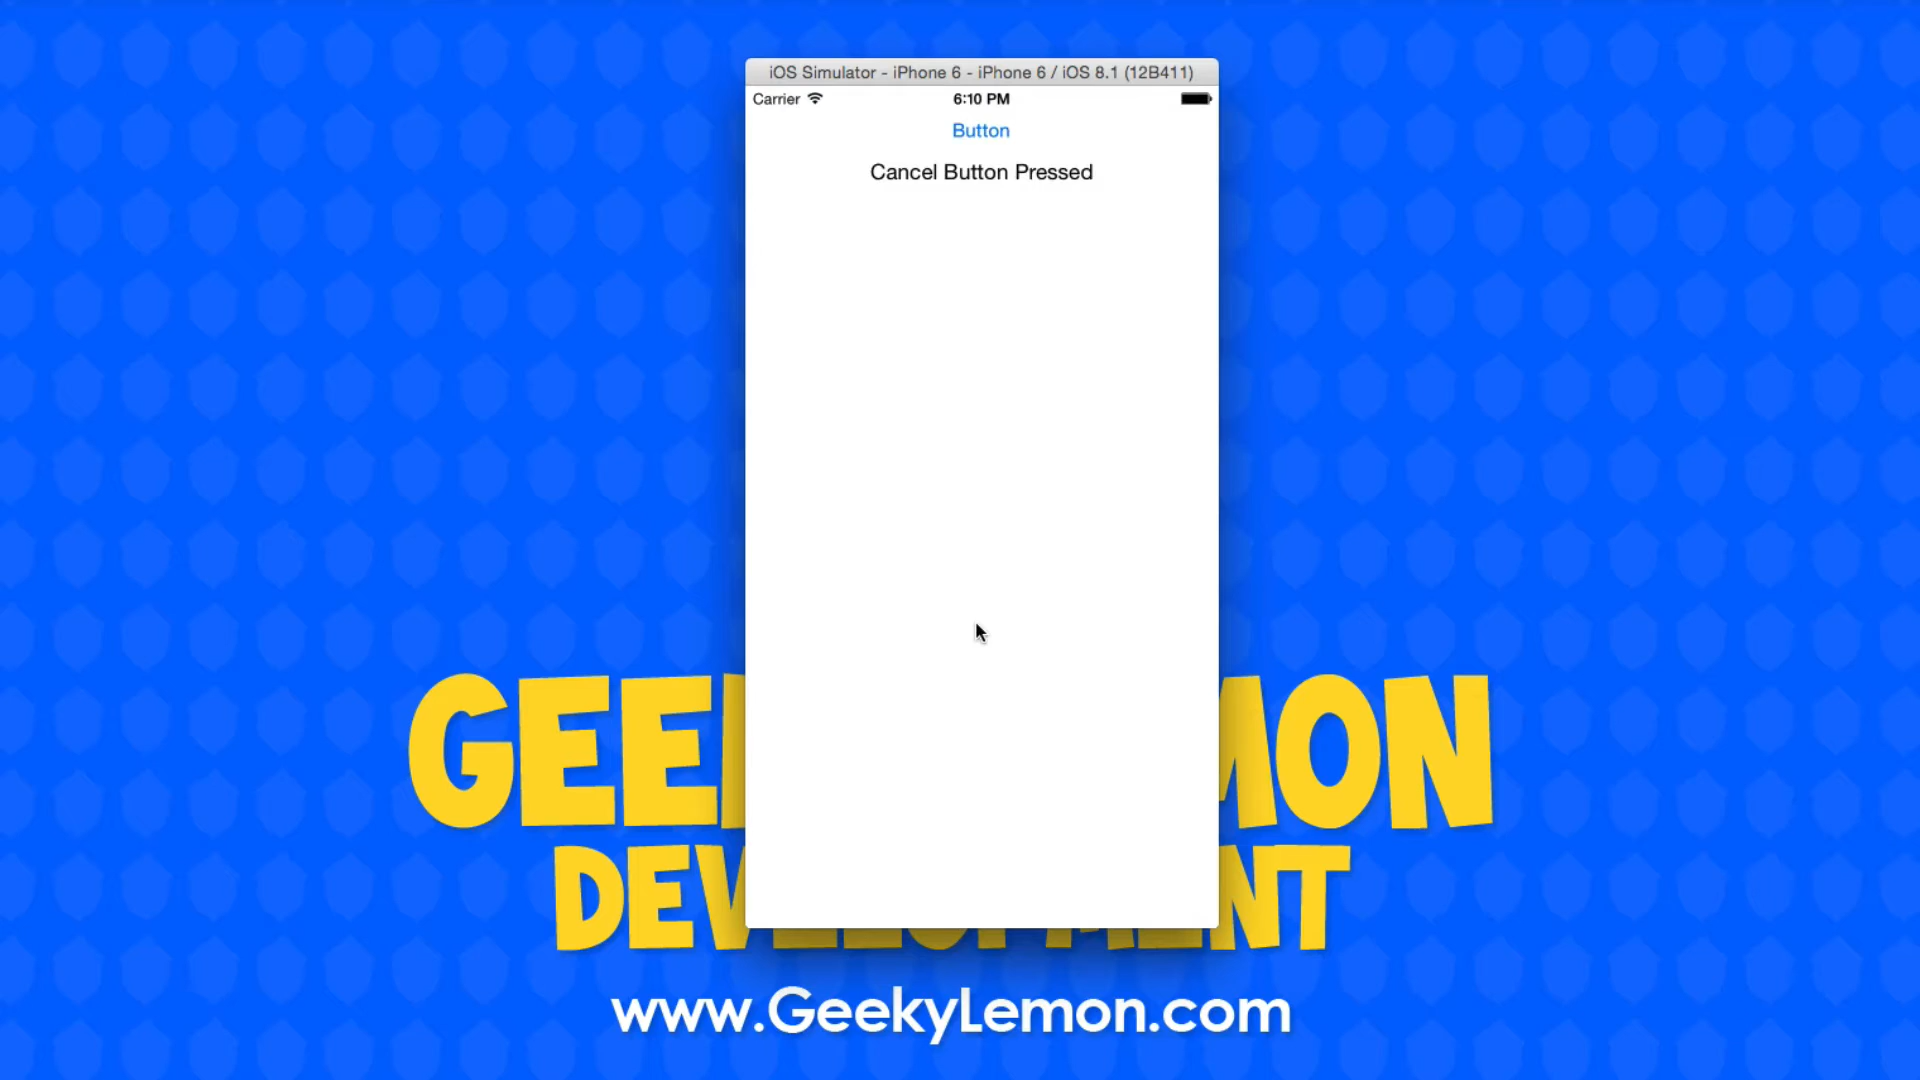 iOS Simulator - iPhone 6 - iPhone 6 / iOS 8.1 (12B411)
Carrier 6:10 PM
Button
Cancel Button Pressed
www.GeekyLemon.com